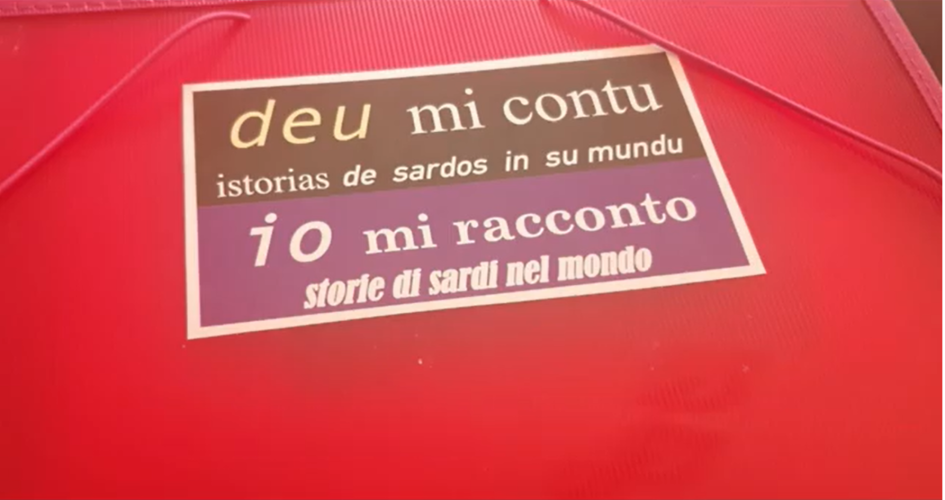 deu mi contu
istorias de sardos in su mundu
io mi racconto
storie di sardi nel mondo